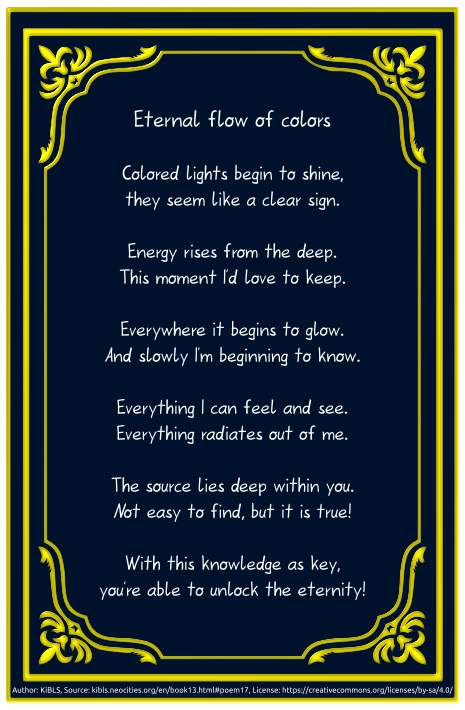 Eternal flow of colors
Colored lights begin to shine,
they seem like a clear sign.
Energy rises from the deep.
This moment I'd love to keep.
Everywhere it begins to glow.
And slowly I'm beginning to know.
Everything I can feel and see.
Everything radiates out of me.
The source lies deep within you.
Not easy to find, but it is true!
With this knowledge as key,
you're able to unlock the eternity!
Author: KiBLS, Source: kibls.neocities.org/en/book13.html#poem17, License: https://creativecommons.org/licenses/by-sa/4.0/